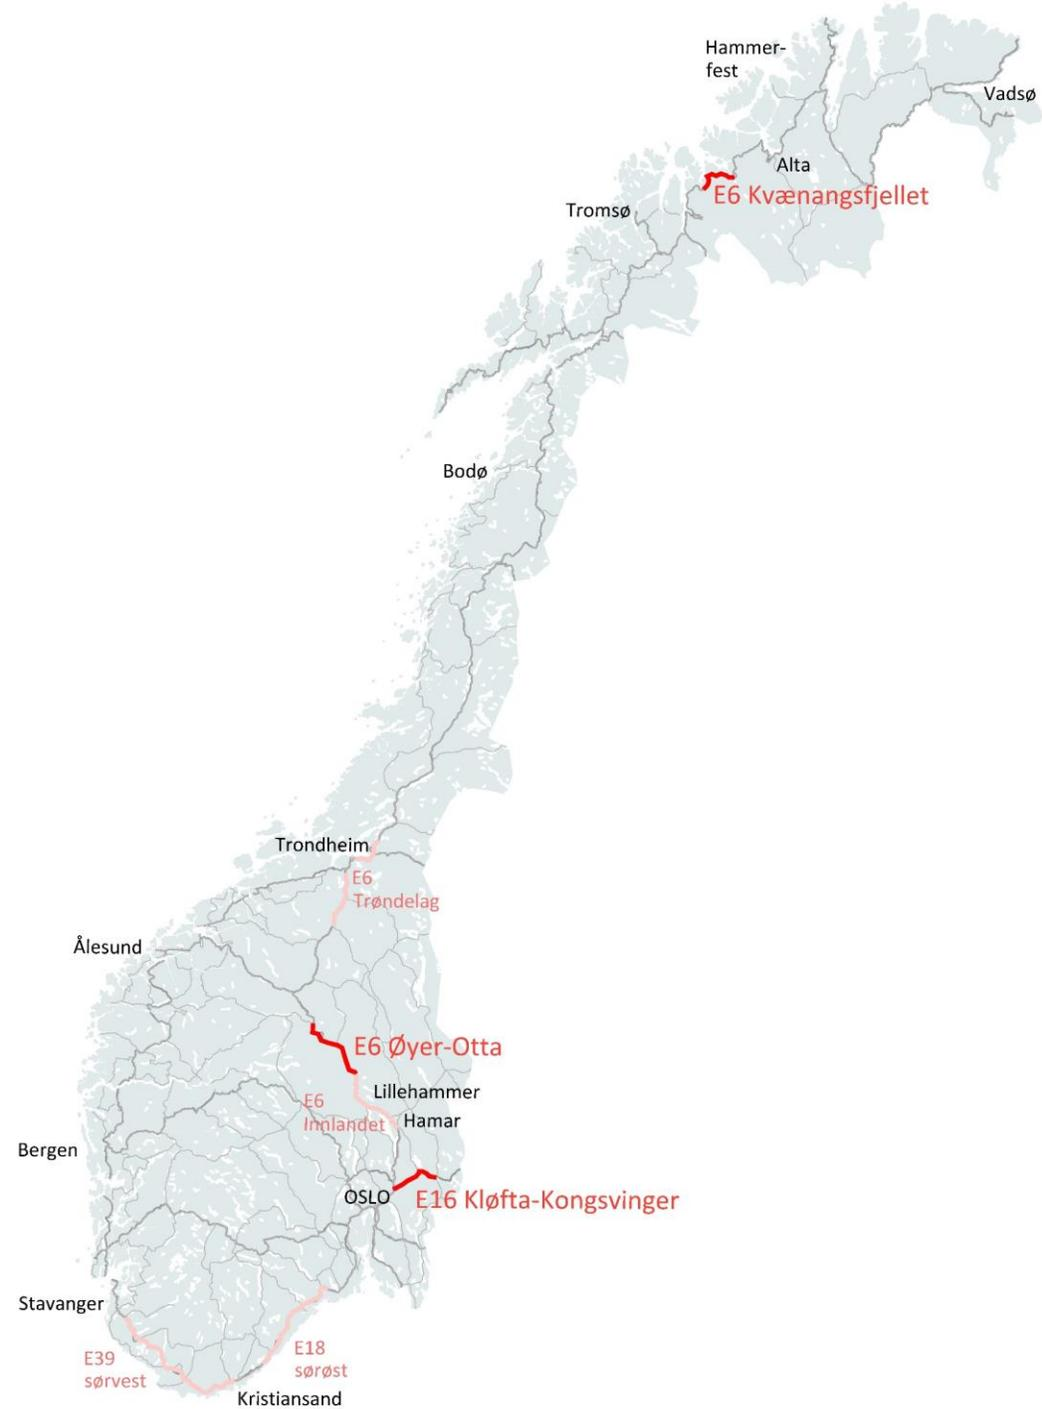 Hammer-
fest
Vadsø
Alta
E6 Kvænangsfjellet
Tromsø
Bodø
Trondheim
E6
Trøndelag
Ålesund
E6 Øyer-Otta
Lillehammer
E6
Innlandet
Hamar
Bergen
OSLO
E16 Kløfta-Kongsvinger
Stavanger
E39
sørvest
E18
sørøst
Kristiansand